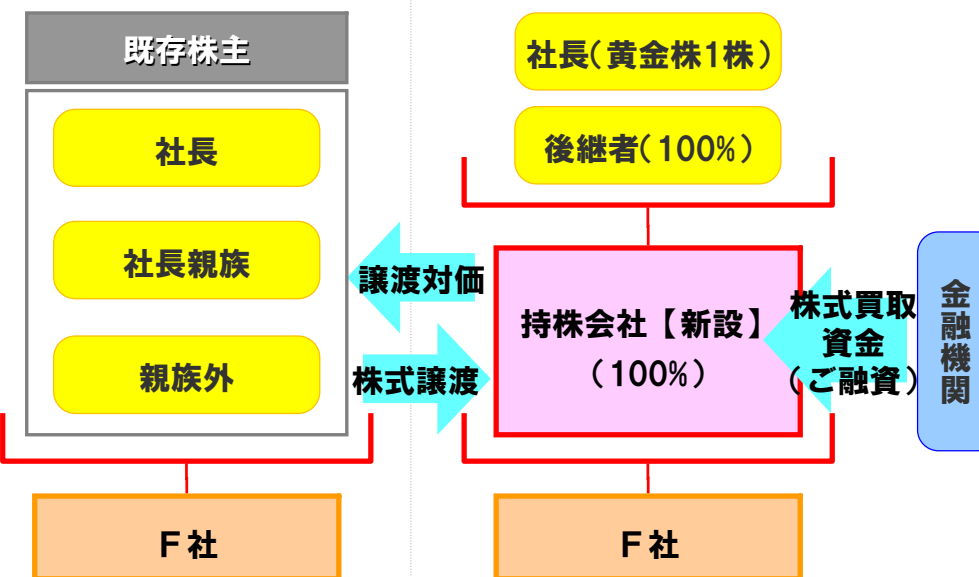 既存株主
社長
社長親族
親族外
F社
譲渡対価
株式譲渡
社長(黄金株1株)
後継者(100%)
持株会社【新設】
(100%)
F社
株式買取
資金
(ご融資)
金融機関